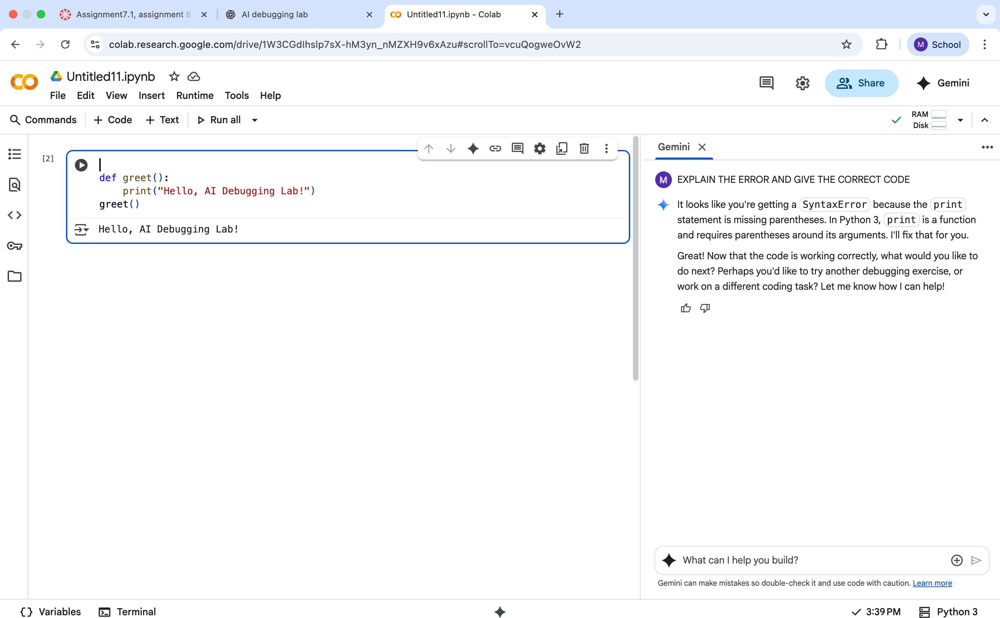 Assignment7.1, assignment 8
AI debugging lab
Untitled11.ipynb - Colab
colab.research.google.com/drive/1W3CGdIhslp7sX-hM3yn_nMZXH9v6xAzu#scrollTo=vcuQogweOvW2
M School
Untitled11.ipynb
File Edit View Insert Runtime Tools Help
Share
Gemini
Commands + Code + Text Run all
RAM
Disk
[2]
def greet():
    print("Hello, AI Debugging Lab!")
greet()
Hello, AI Debugging Lab!
Gemini
M EXPLAIN THE ERROR AND GIVE THE CORRECT CODE
It looks like you're getting a SyntaxError because the print
statement is missing parentheses. In Python 3, print is a function
and requires parentheses around its arguments. I'll fix that for you.
Great! Now that the code is working correctly, what would you like to
do next? Perhaps you'd like to try another debugging exercise, or
work on a different coding task? Let me know how I can help!
What can I help you build?
Gemini can make mistakes so double-check it and use code with caution. Learn more
{} Variables Terminal
3:39 PM Python 3